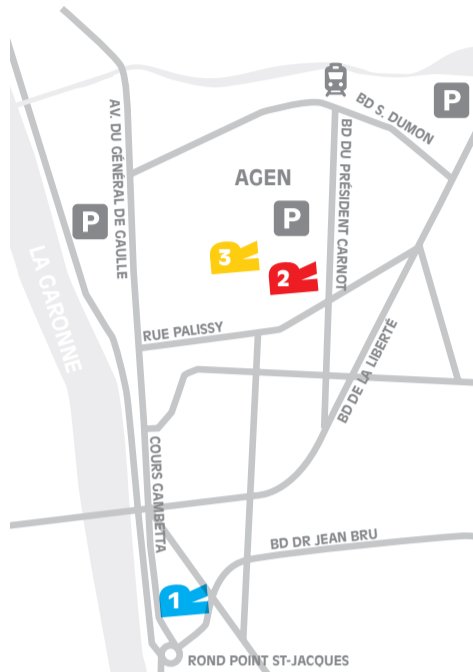 BD S. DUMON
P
AV. DU GÉNÉRAL DE GAULLE
BD DU PRÉSIDENT CARNOT
AGEN
P
P
3
2
LA GARONNE
RUE PALISSY
BD DE LA LIBERTÉ
COURS GAMBETTA
BD DR JEAN BRU
1
ROND POINT ST-JACQUES